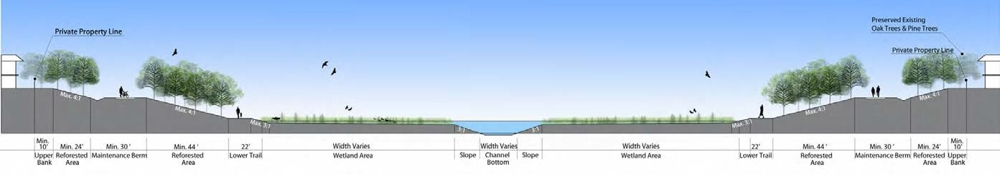 Preserved Existing
Oak Trees & Pine Trees
Private Property Line
Private Property Line
Max. 4:1
Max. 4:1
Max. 3:1
3:1
3:1
Max. 3:1
Max. 4:1
Max. 4:1
Min.
10'
Upper
Bank
Min. 24'
Reforested
Area
Min. 30 '
Maintenance Berm
Min. 44 '
Reforested
Area
22'
Lower Trail
Width Varies
Wetland Area
Slope
Width Varies
Channel
Bottom
Slope
Width Varies
Wetland Area
22'
Lower Trail
Min. 44 '
Reforested
Area
Min. 30 '
Maintenance Berm
Min. 24'
Reforested
Area
Min.
10'
Upper
Bank